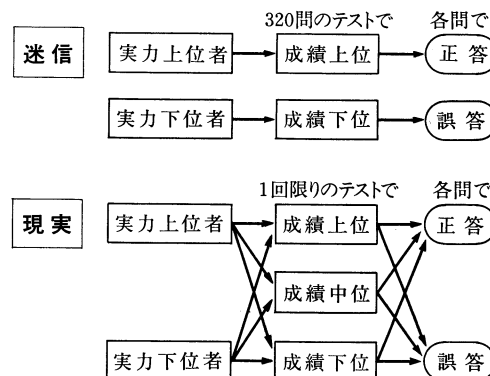 320問のテストで 各問で
迷信 実力上位者 成績上位 正答
実力下位者 成績下位 誤答
1回限りのテストで 各問で
現実 実力上位者 成績上位 正答
成績中位
実力下位者 成績下位 誤答